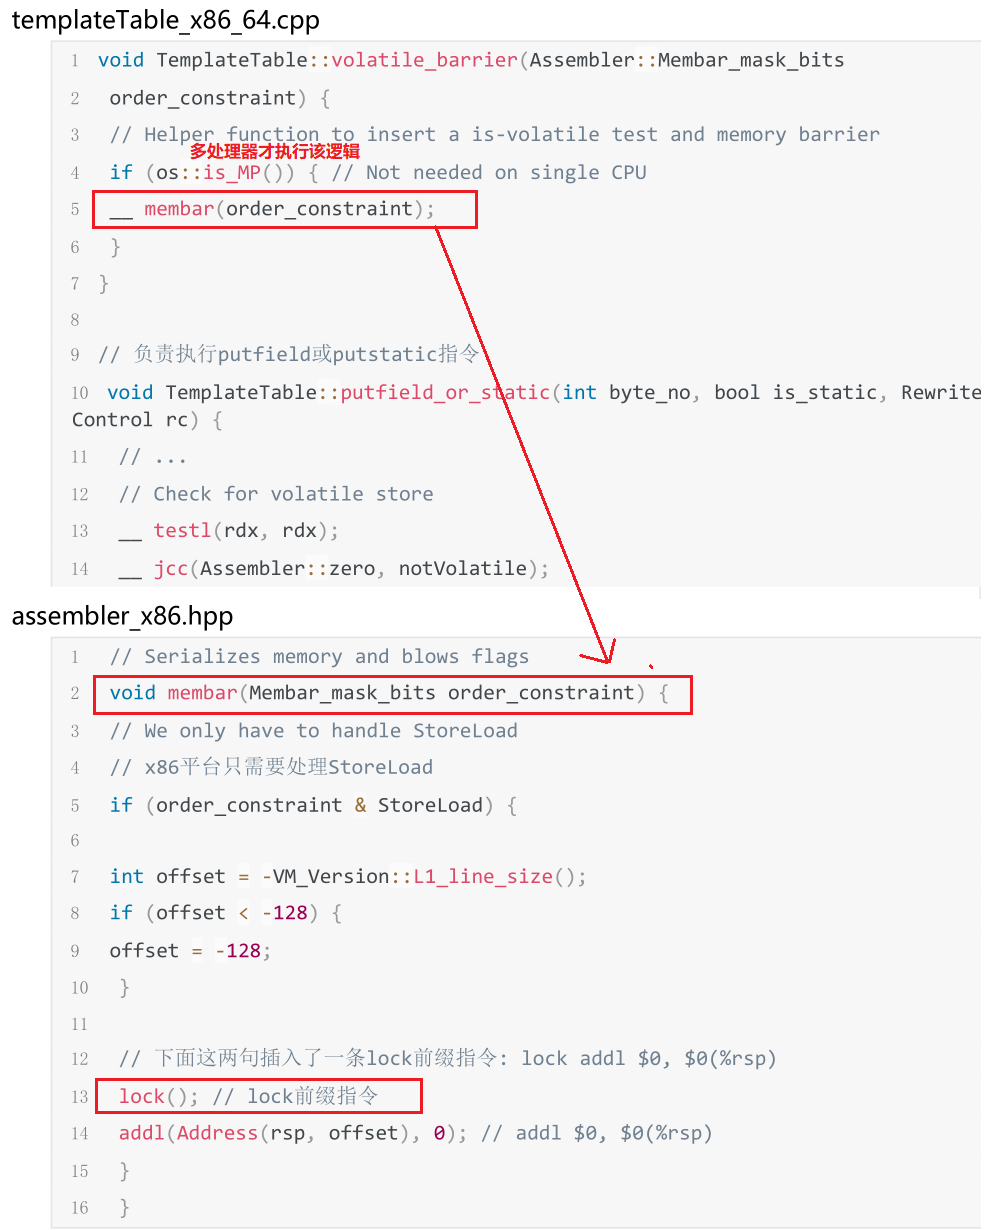 templateTable_x86_64.cpp
1 void TemplateTable::volatile_barrier(Assembler::Membar_mask_bits
2 order_constraint) {
3 // Helper function to insert a is-volatile test and memory barrier
多处理器才执行该逻辑
4 if (os::is_MP()) { // Not needed on single CPU
5 __ membar(order_constraint);
6 }
7 }
8
9 // 负责执行putfield或putstatic指令
10 void TemplateTable::putfield_or_static(int byte_no, bool is_static, Rewrite
Control rc) {
11 // ...
12 // Check for volatile store
13 __ testl(rdx, rdx);
14 __ jcc(Assembler::zero, notVolatile);
assembler_x86.hpp
1 // Serializes memory and blows flags
2 void membar(Membar_mask_bits order_constraint) {
3 // We only have to handle StoreLoad
4 // x86平台只需要处理StoreLoad
5 if (order_constraint & StoreLoad) {
6
7 int offset = -VM_Version::L1_line_size();
8 if (offset < -128) {
9 offset = -128;
10 }
11
12 // 下面这两句插入了一条lock前缀指令: lock addl $0, $0(%rsp)
13 lock(); // lock前缀指令
14 addl(Address(rsp, offset), 0); // addl $0, $0(%rsp)
15 }
16 }